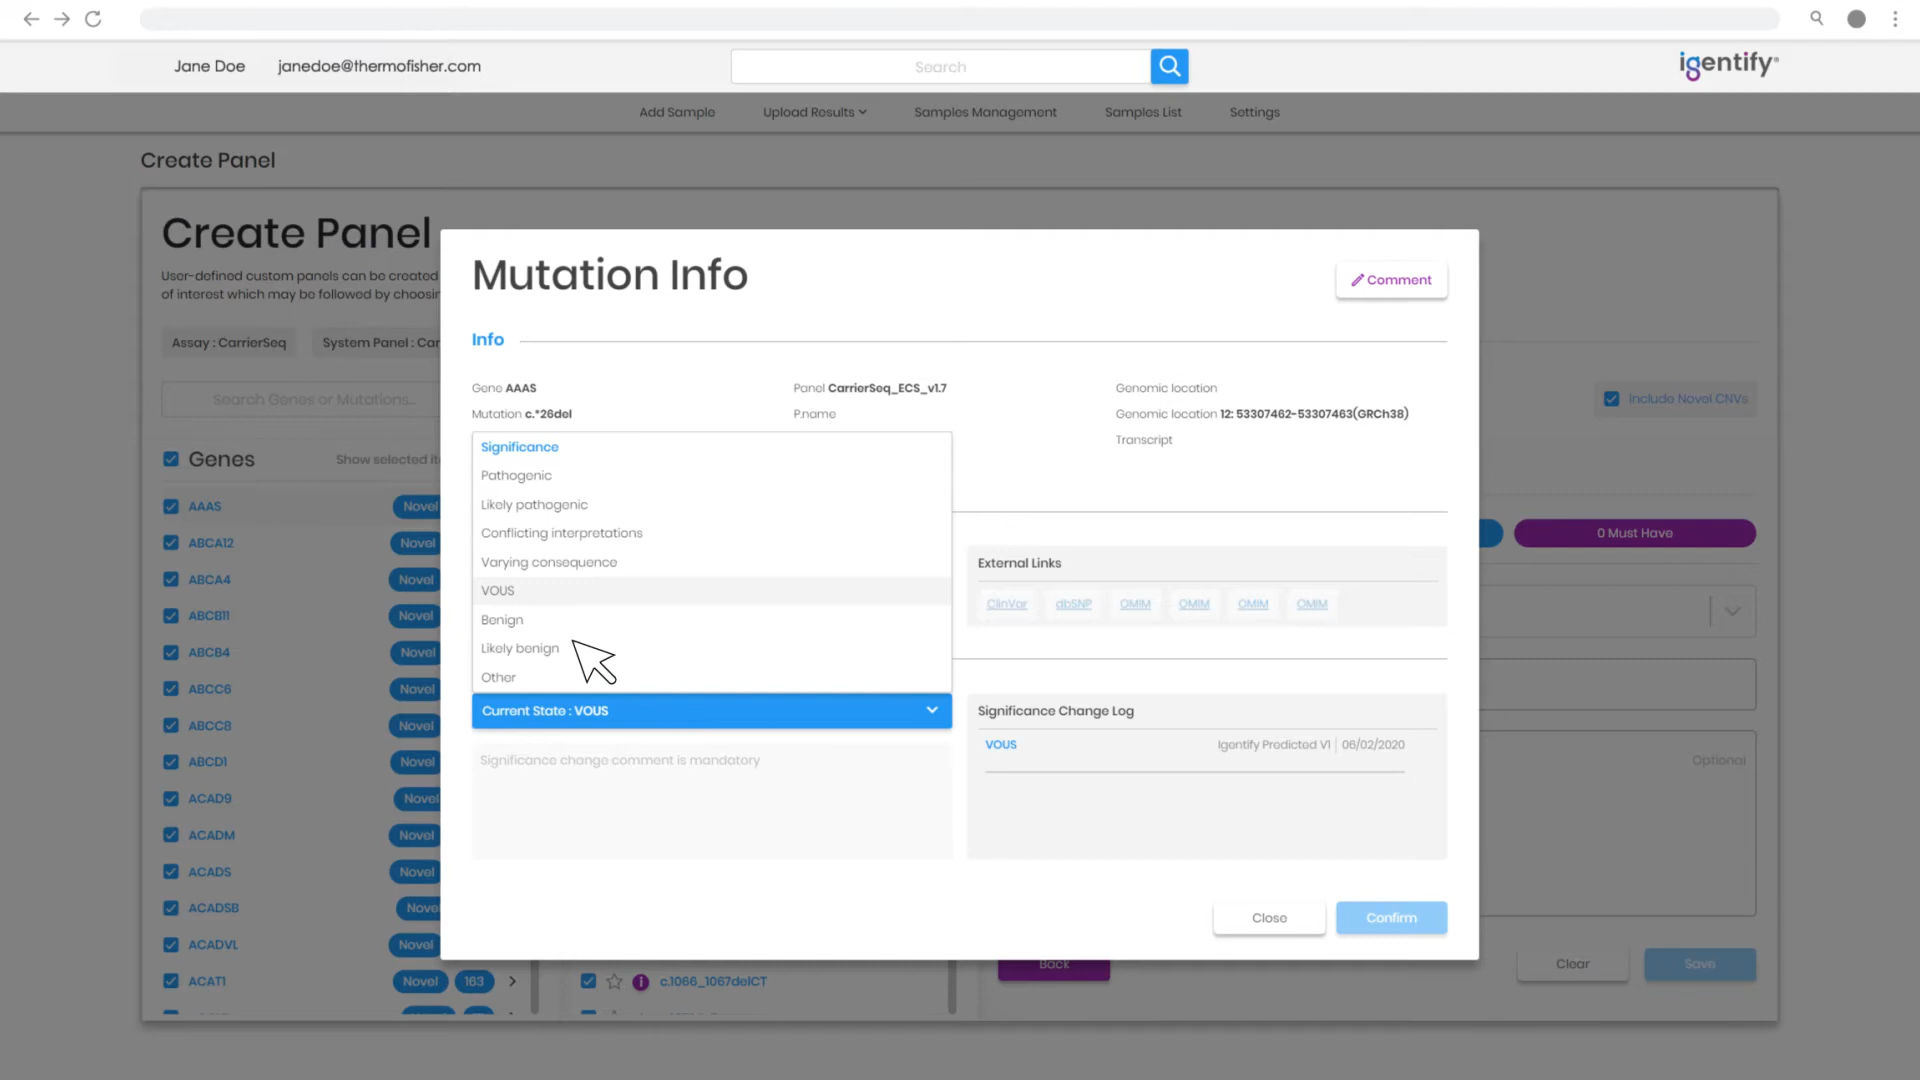 Jane Doe janedoe@thermofisher.com Search igentify
Add Sample Upload Results Samples Management Samples List Settings
Create Panel
Create Panel
User-defined custom panels can be created
of interest which may be followed by choosin
Assay : CarrierSeq System Panel : Car
Search Genes or Mutations... Include Novel CNVs
Genes Show selected it
AAAS Novel
ABCA12 Novel
ABCA4 Novel
ABCB11 Novel
ABCB4 Novel
ABCC6 Novel
ABCC8 Novel
ABCD1 Novel
ACAD9 Novel
ACADM Novel
ACADS Novel
ACADSB Novel
ACADVL Novel
ACAT1 Novel 163
c.1066_1067delCT
Mutation Info
Comment
Info
Gene AAAS Panel CarrierSeq_ECS_v1.7 Genomic location
Mutation c.*26del P.name Genomic location 12: 53307462-53307463(GRCh38)
Transcript
Significance
Pathogenic
Likely pathogenic
Conflicting interpretations
Varying consequence
VOUS
Benign
Likely benign
Other
Current State : VOUS
Significance change comment is mandatory
External Links
ClinVar dbSNP OMIM OMIM OMIM OMIM
Significance Change Log
VOUS Igentify Predicted V1 06/02/2020
Close Confirm
0 Must Have
Optional
Back Clear Save